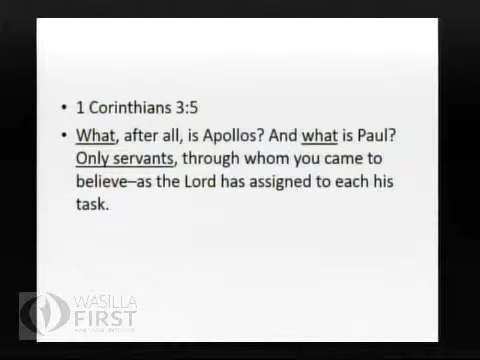 • 1 Corinthians 3:5
• What, after all, is Apollos? And what is Paul?
Only servants, through whom you came to
believe–as the Lord has assigned to each his
task.
WASILLA
FIRST